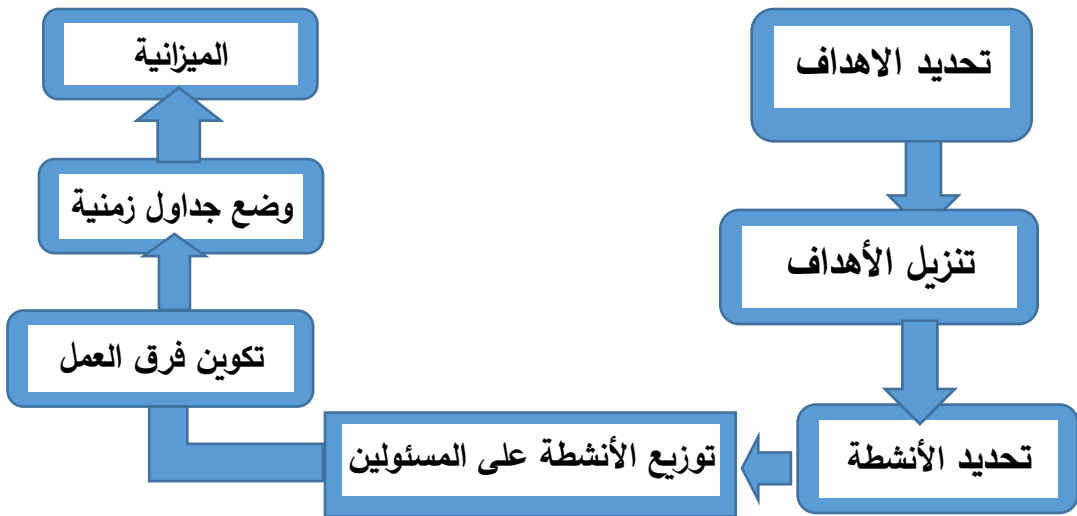 تحديد الاهداف
تنزيل الأهداف
تحديد الأنشطة
توزيع الأنشطة على المسئولين
تكوين فرق العمل
وضع جداول زمنية
الميزانية